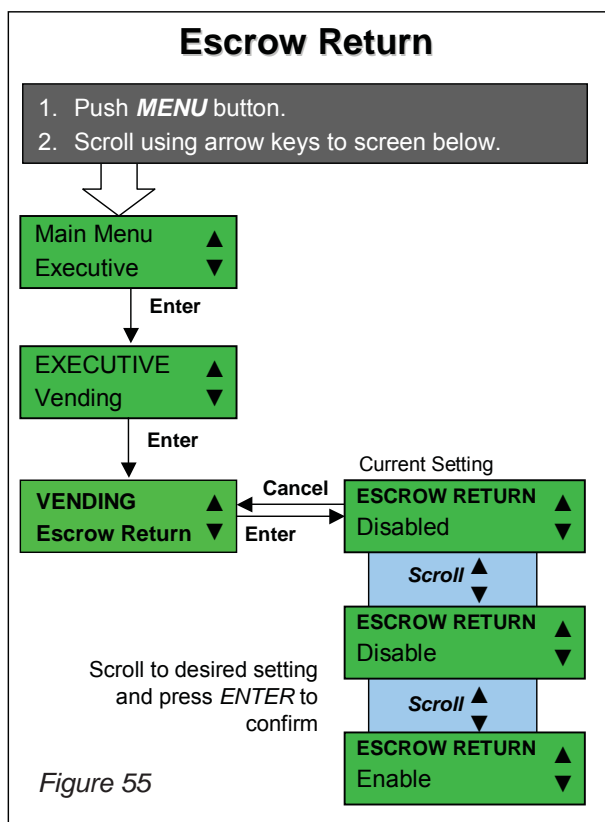 Escrow Return
1. Push MENU button.
2. Scroll using arrow keys to screen below.
Main Menu ▲
Executive ▼
Enter
EXECUTIVE ▲
Vending ▼
Enter
VENDING ▲
Escrow Return ▼
Cancel
Enter
Current Setting
ESCROW RETURN ▲
Disabled ▼
Scroll ▲
▼
ESCROW RETURN ▲
Disable ▼
Scroll ▲
▼
ESCROW RETURN ▲
Enable ▼
Scroll to desired setting
and press ENTER to
confirm
Figure 55